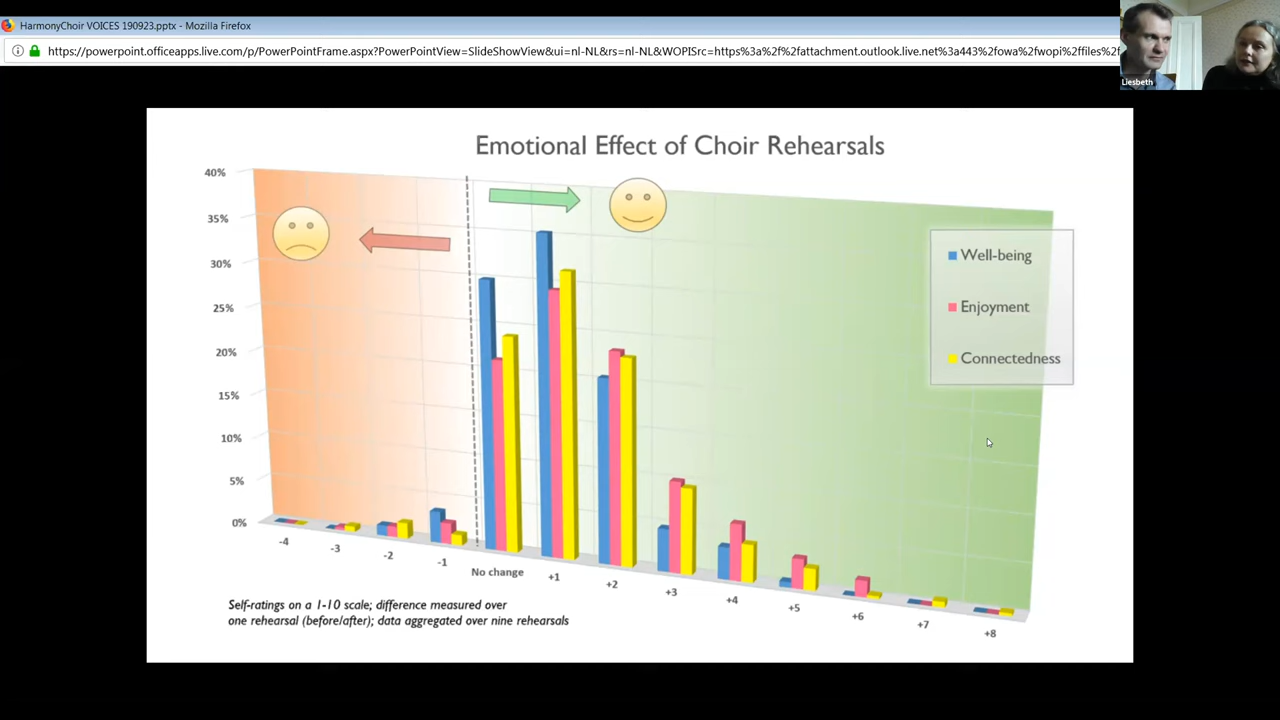 HarmonyChoir VOICES 190923.pptx - Mozilla Firefox
https://powerpoint.officeapps.live.com/p/PowerPointFrame.aspx?PowerPointView=SlideShowView&ui=nl-NL&rs=nl-NL&WOPISrc=https%3a%2f%2fattachment.outlook.live.net%3a443%2fowa%2fwopi%2ffiles%2f
Liesbeth
Emotional Effect of Choir Rehearsals
40%
35%
30%
25%
20%
15%
10%
5%
0%
Well-being
Enjoyment
Connectedness
-4
-3
-2
-1
No change
+1
+2
+3
+4
+5
+6
+7
+8
Self-ratings on a 1-10 scale; difference measured over
one rehearsal (before/after); data aggregated over nine rehearsals